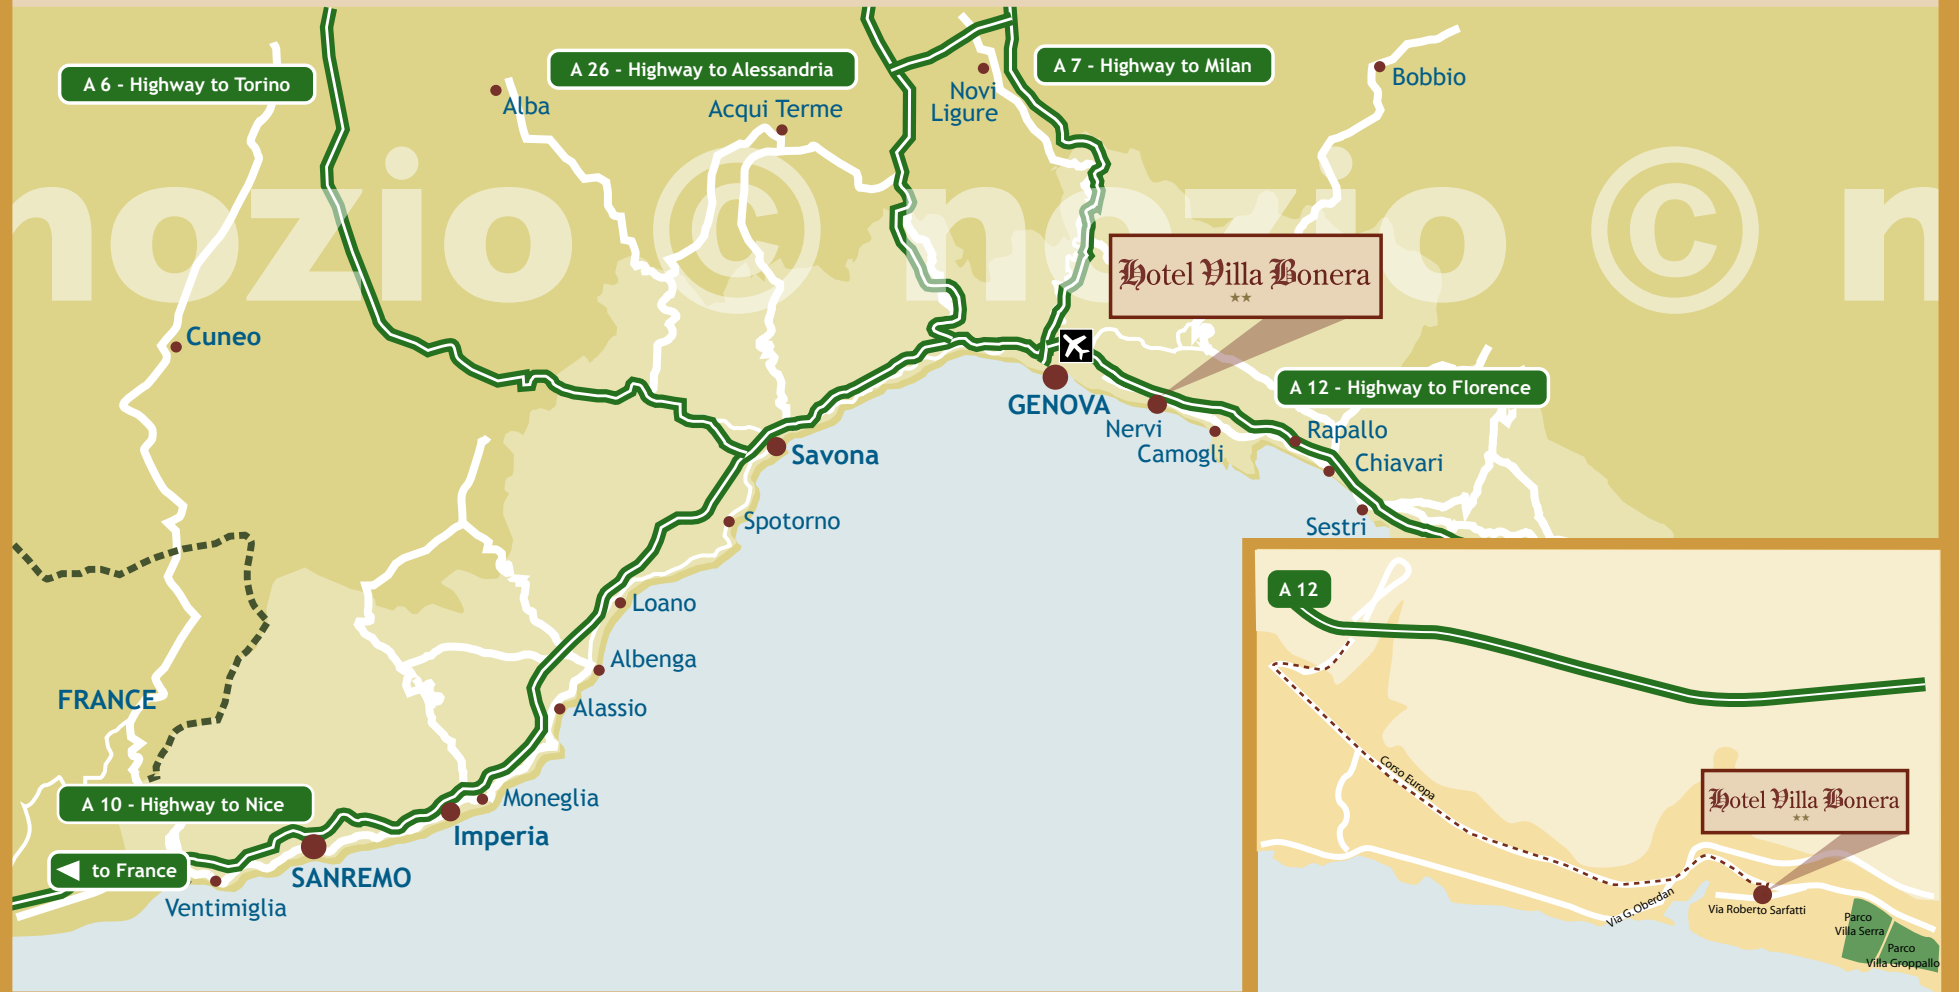 A 6 - Highway to Torino
A 26 - Highway to Alessandria
A 7 - Highway to Milan
Bobbio
Alba
Acqui Terme
Novi
Ligure
nozio © nozio © n
Hotel Villa Bonera
★★
Cuneo
A 12 - Highway to Florence
GENOVA
Nervi
Camogli
Rapallo
Chiavari
Savona
Spotorno
Sestri
Loano
Albenga
Alassio
FRANCE
A 10 - Highway to Nice
Moneglia
Imperia
to France
SANREMO
Ventimiglia
A 12
Corso Europa
Hotel Villa Bonera
★★
Via G. Oberdan
Via Roberto Sarfatti
Parco
Villa Serra
Parco
Villa Groppallo